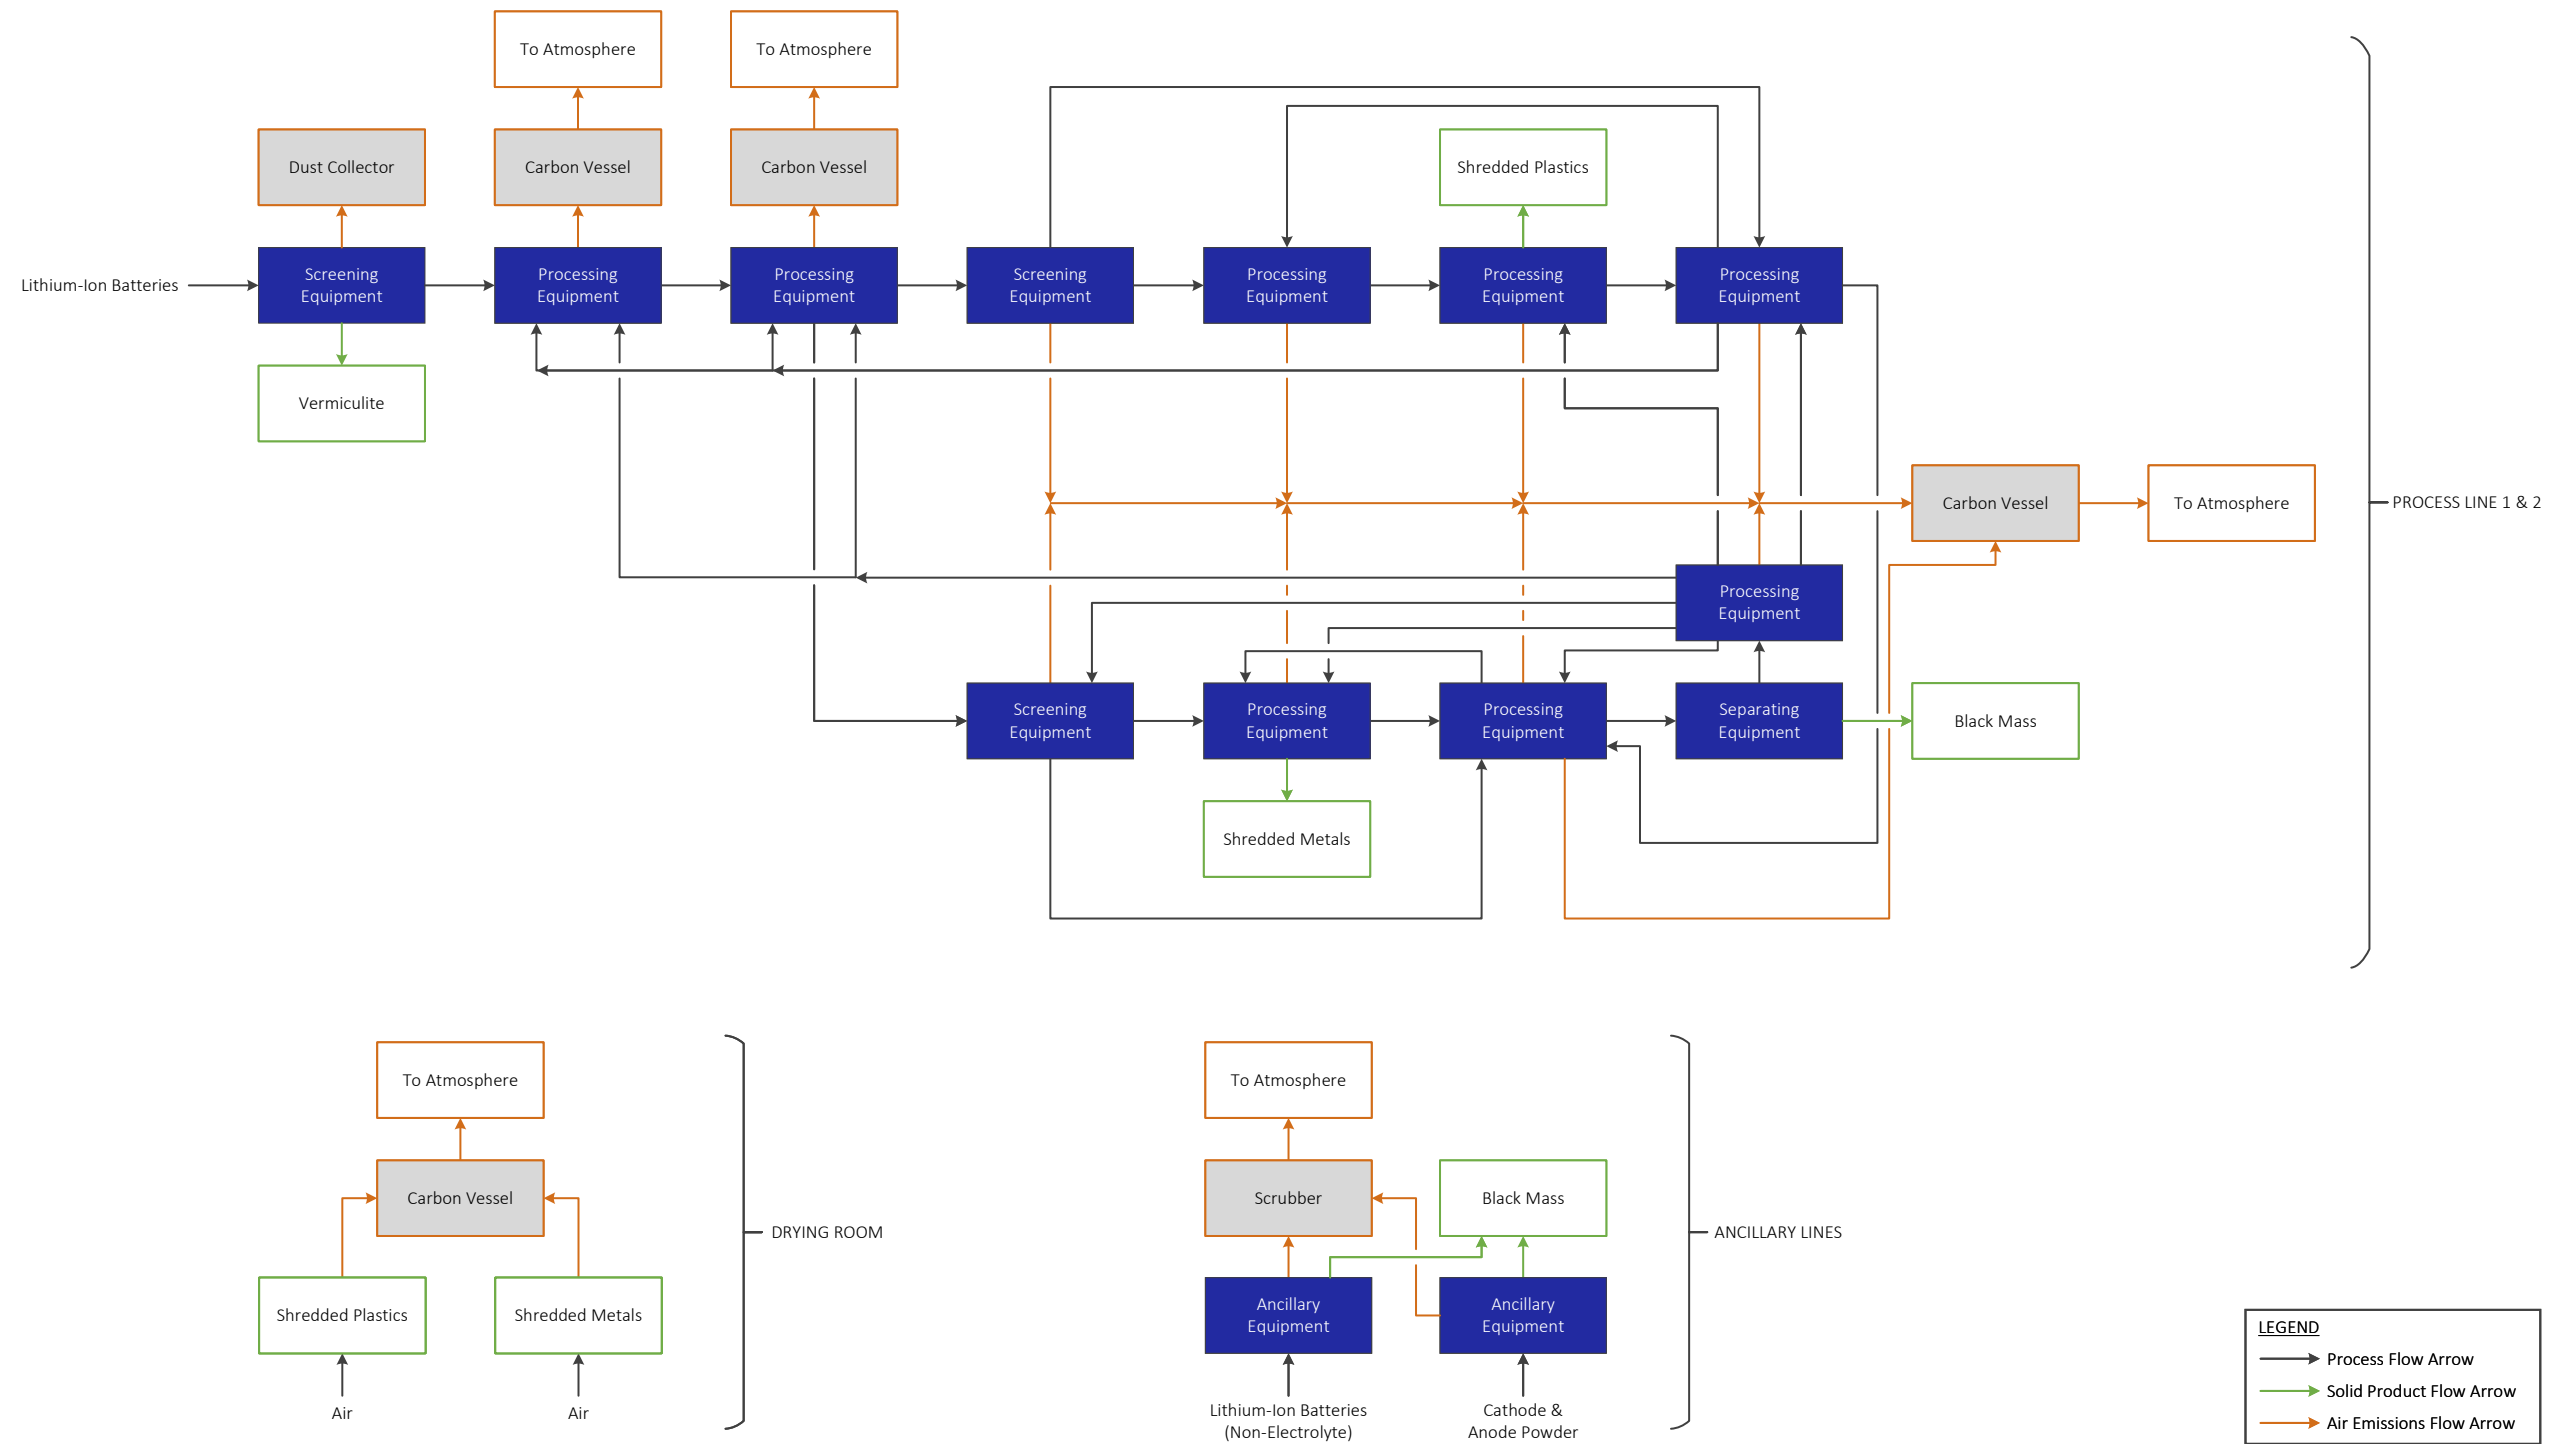 To Atmosphere
To Atmosphere
Dust Collector
Carbon Vessel
Carbon Vessel
Shredded Plastics
Lithium-Ion Batteries
Screening
Equipment
Processing
Equipment
Processing
Equipment
Screening
Equipment
Processing
Equipment
Processing
Equipment
Processing
Equipment
Vermiculite
Carbon Vessel
To Atmosphere
PROCESS LINE 1 & 2
Processing
Equipment
Screening
Equipment
Processing
Equipment
Processing
Equipment
Separating
Equipment
Black Mass
Shredded Metals
To Atmosphere
Carbon Vessel
Shredded Plastics
Shredded Metals
Air
Air
DRYING ROOM
To Atmosphere
Scrubber
Black Mass
Ancillary
Equipment
Ancillary
Equipment
Lithium-Ion Batteries
(Non-Electrolyte)
Cathode &
Anode Powder
ANCILLARY LINES
LEGEND
Process Flow Arrow
Solid Product Flow Arrow
Air Emissions Flow Arrow